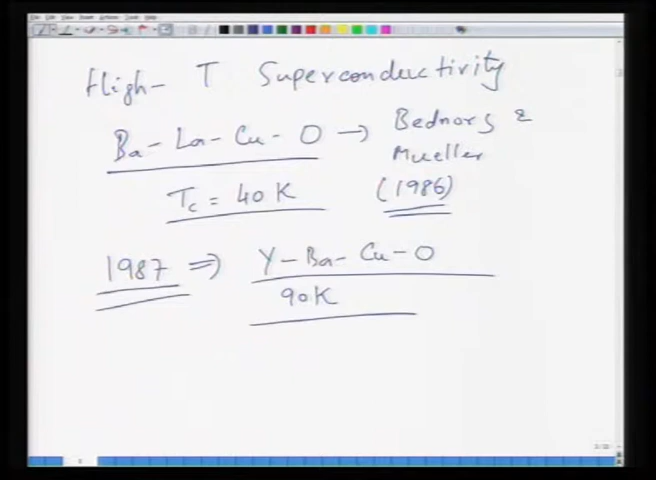 High- T Superconductivity
Ba-La-Cu-O → Bednorz &
Mueller
Tc = 40 K (1986)
1987 ⇒ Y-Ba-Cu-O
90K